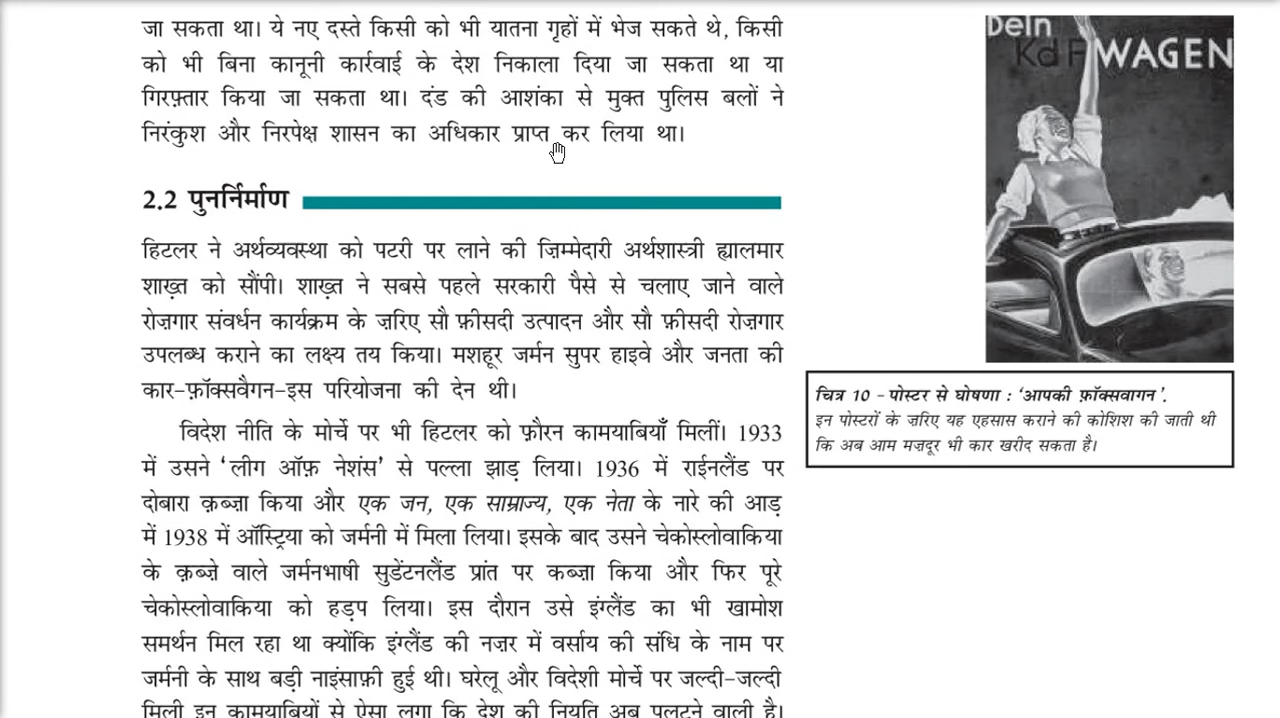 जा सकता था। ये नए दस्ते किसी को भी यातना गृहों में भेज सकते थे, किसी
को भी बिना कानूनी कार्रवाई के देश निकाला दिया जा सकता था या
गिरफ़्तार किया जा सकता था। दंड की आशंका से मुक्त पुलिस बलों ने
निरंकुश और निरपेक्ष शासन का अधिकार प्राप्त कर लिया था।
2.2 पुनर्निर्माण
हिटलर ने अर्थव्यवस्था को पटरी पर लाने की ज़िम्मेदारी अर्थशास्त्री ह्यालमार
शाख़्त को सौंपी। शाख़्त ने सबसे पहले सरकारी पैसे से चलाए जाने वाले
रोज़गार संवर्धन कार्यक्रम के ज़रिए सौ फ़ीसदी उत्पादन और सौ फ़ीसदी रोज़गार
उपलब्ध कराने का लक्ष्य तय किया। मशहूर जर्मन सुपर हाइवे और जनता की
कार-फ़ॉक्सवैगन-इस परियोजना की देन थी।
विदेश नीति के मोर्चे पर भी हिटलर को फ़ौरन कामयाबियाँ मिलीं। 1933
में उसने ‘लीग ऑफ़ नेशंस’ से पल्ला झाड़ लिया। 1936 में राईनलैंड पर
दोबारा क़ब्ज़ा किया और एक जन, एक साम्राज्य, एक नेता के नारे की आड़
में 1938 में ऑस्ट्रिया को जर्मनी में मिला लिया। इसके बाद उसने चेकोस्लोवाकिया
के क़ब्ज़े वाले जर्मनभाषी सुडेंटनलैंड प्रांत पर कब्ज़ा किया और फिर पूरे
चेकोस्लोवाकिया को हड़प लिया। इस दौरान उसे इंग्लैंड का भी खामोश
समर्थन मिल रहा था क्योंकि इंग्लैंड की नज़र में वर्साय की संधि के नाम पर
जर्मनी के साथ बड़ी नाइंसाफ़ी हुई थी। घरेलू और विदेशी मोर्चे पर जल्दी-जल्दी
मिली इन कामयाबियों से ऐसा लगा कि देश की नियति अब पलटने वाली है।
Dein
KdF WAGEN
चित्र 10 - पोस्टर से घोषणा : ‘आपकी फ़ॉक्सवागन’.
इन पोस्टरों के ज़रिए यह एहसास कराने की कोशिश की जाती थी
कि अब आम मज़दूर भी कार खरीद सकता है।